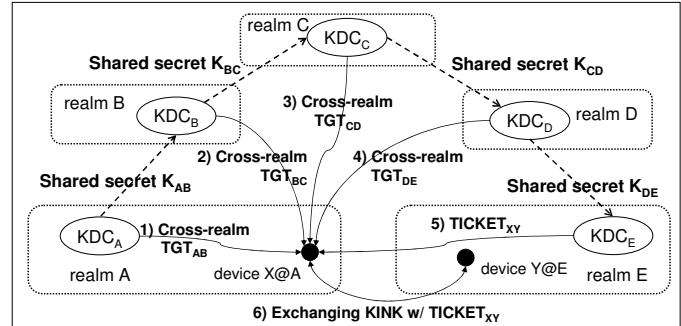 realm C
KDC_C
Shared secret K_BC
Shared secret K_CD
realm B
KDC_B
3) Cross-realm
TGT_CD
KDC_D
realm D
2) Cross-realm
TGT_BC
4) Cross-realm
TGT_DE
Shared secret K_AB
Shared secret K_DE
KDC_A
1) Cross-realm
TGT_AB
5) TICKET_XY
KDC_E
realm A
device X@A
device Y@E
realm E
6) Exchanging KINK w/ TICKET_XY